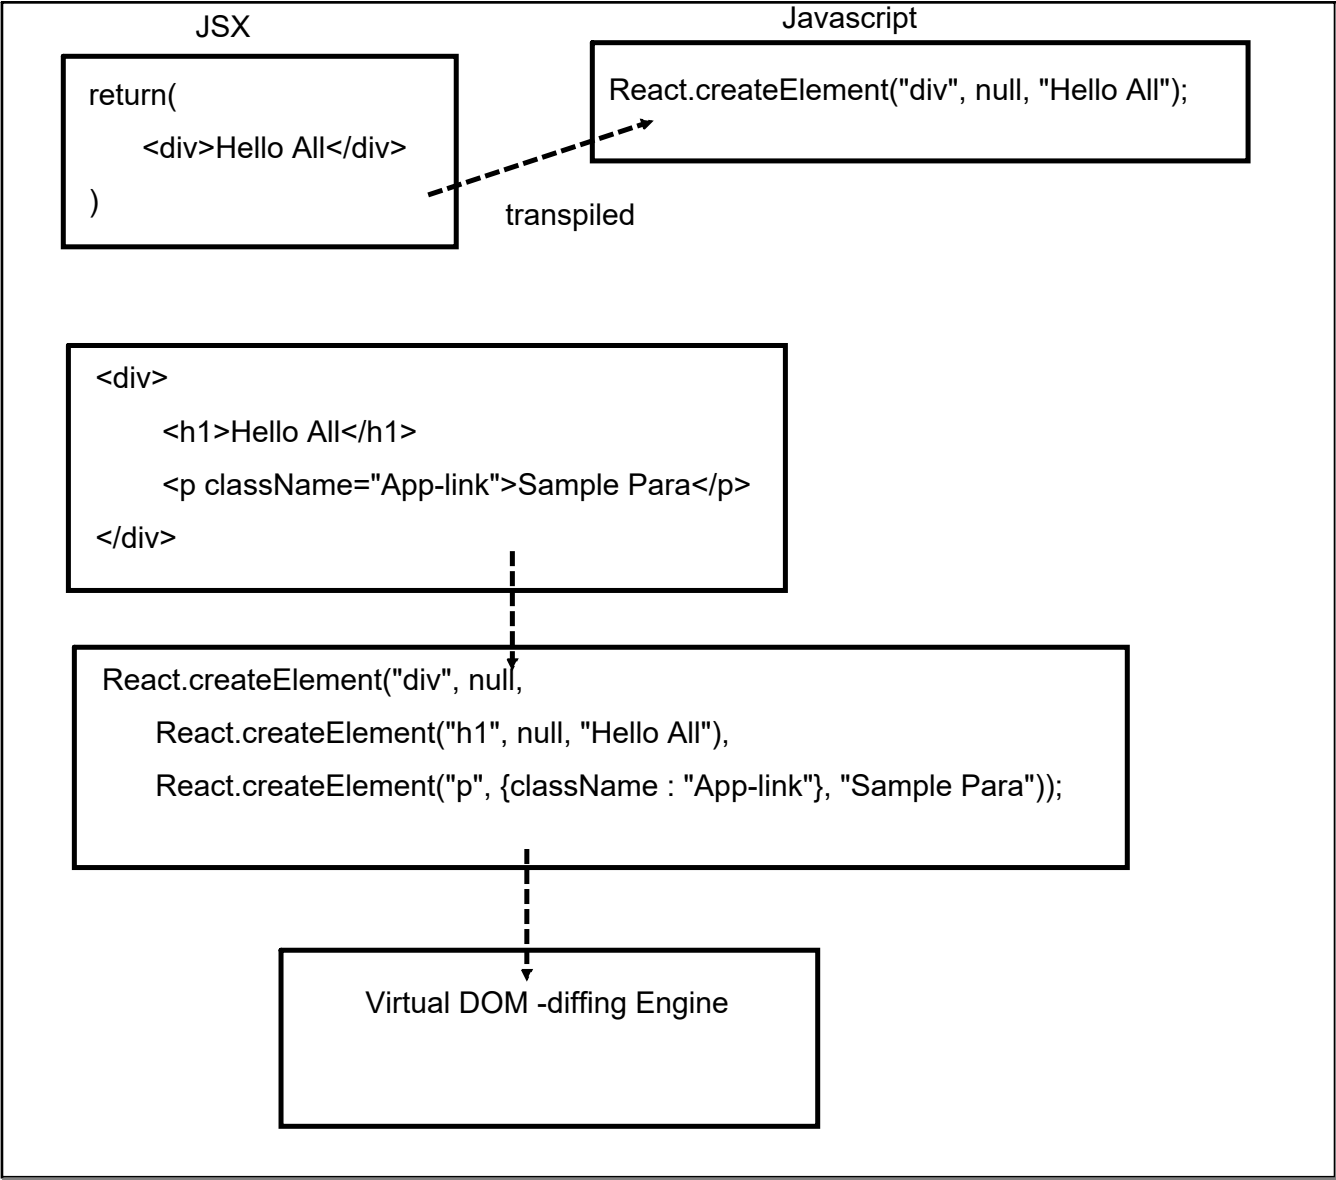 JSX
Javascript
return(
<div>Hello All</div>
)
React.createElement("div", null, "Hello All");
transpiled
<div>
<h1>Hello All</h1>
<p className="App-link">Sample Para</p>
</div>
React.createElement("div", null,
React.createElement("h1", null, "Hello All"),
React.createElement("p", {className : "App-link"}, "Sample Para"));
Virtual DOM -diffing Engine